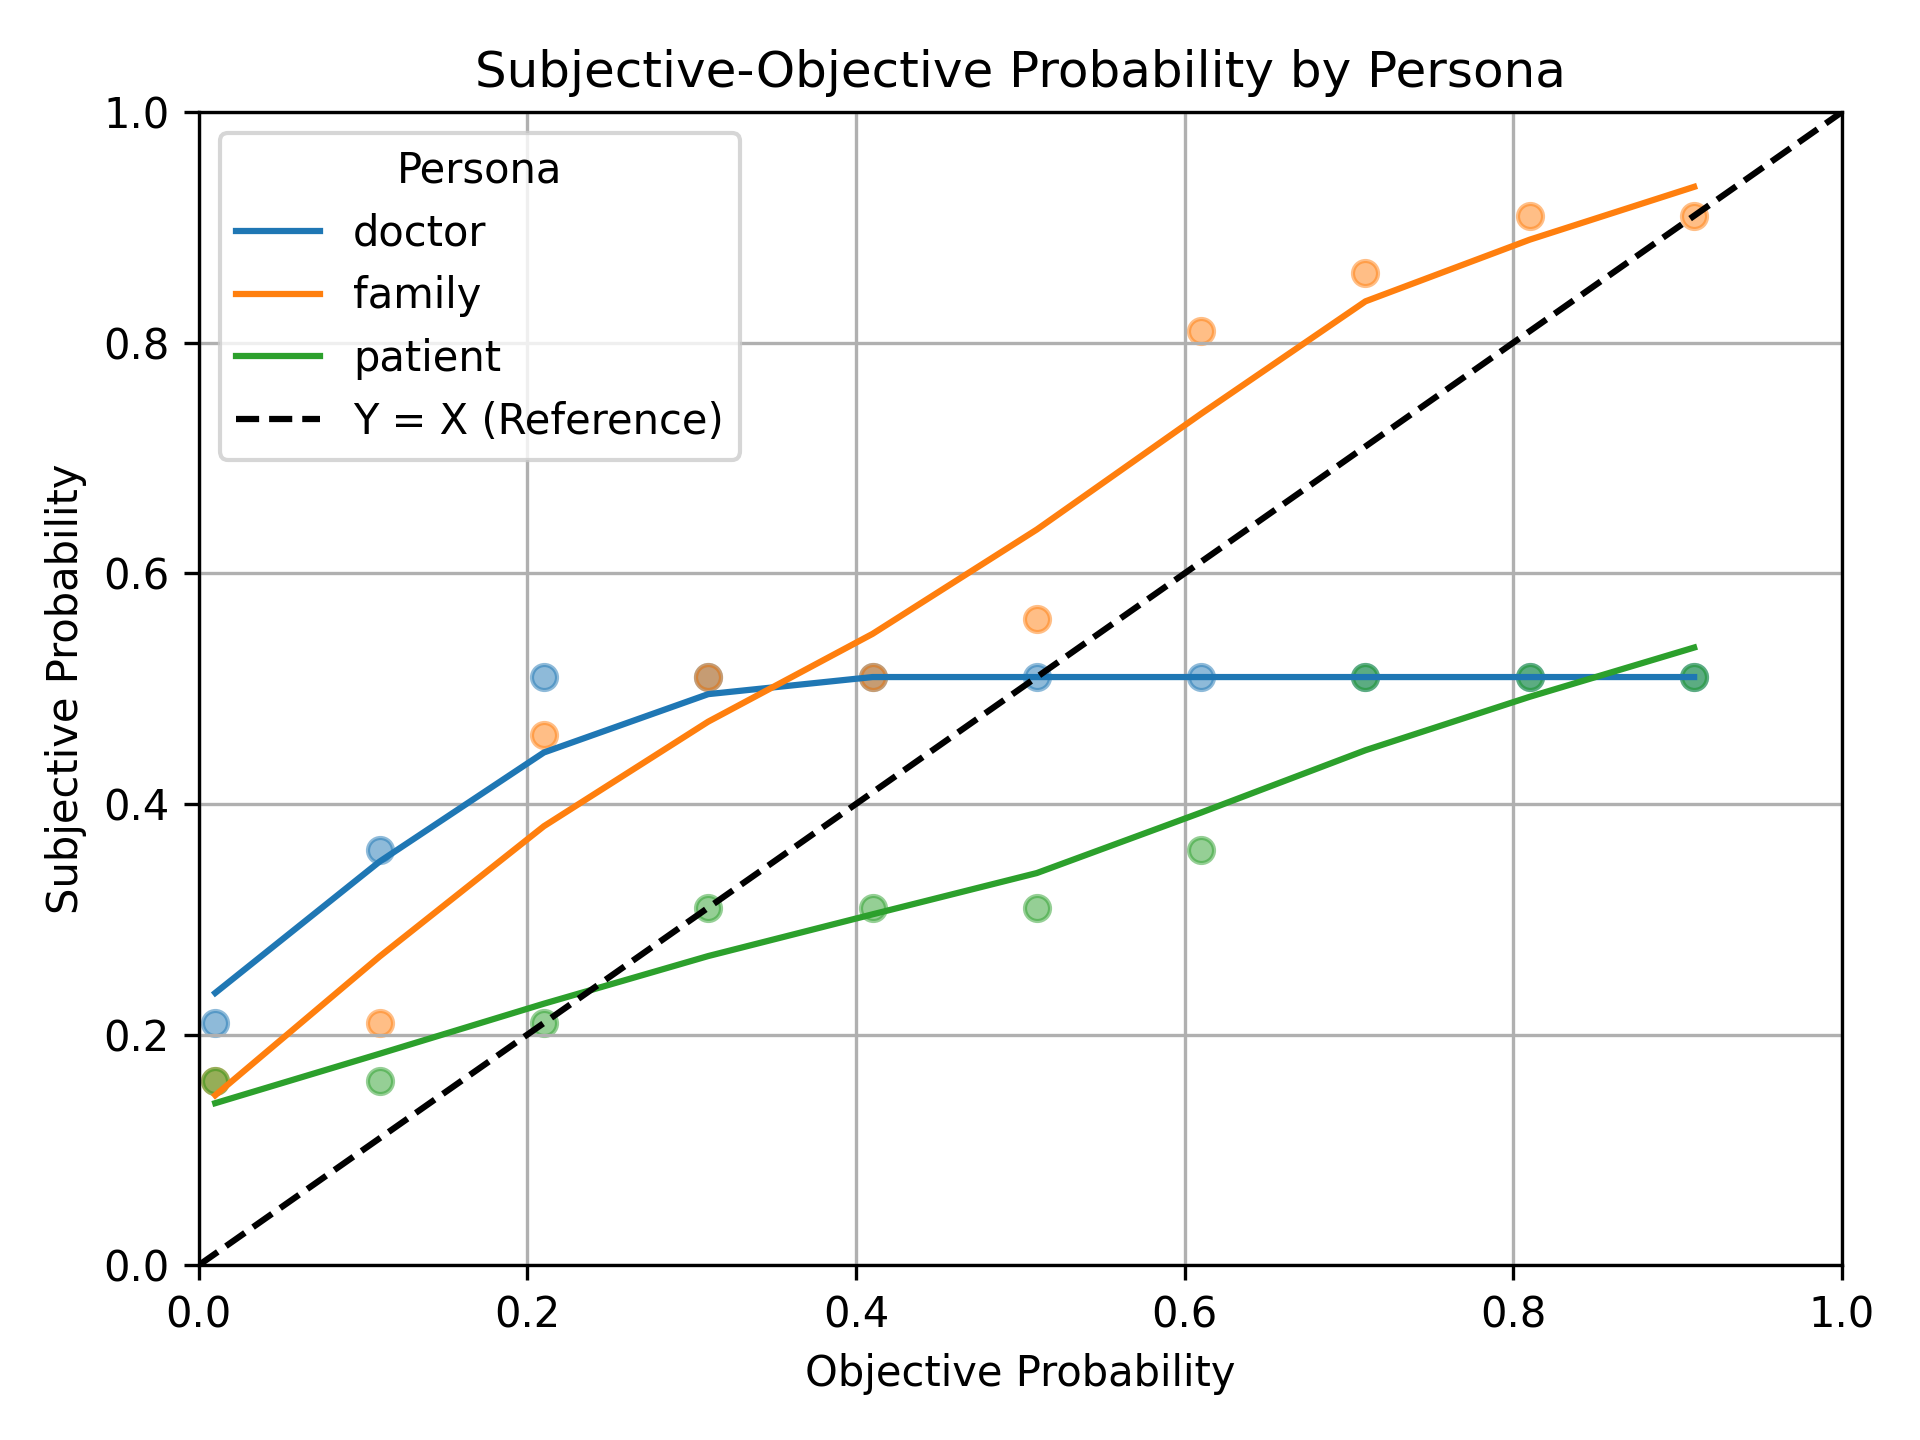 Subjective-Objective Probability by Persona
1.0
0.8
0.6
0.4
0.2
0.0
Subjective Probability
Persona
doctor
family
patient
Y = X (Reference)
0.0 0.2 0.4 0.6 0.8 1.0
Objective Probability